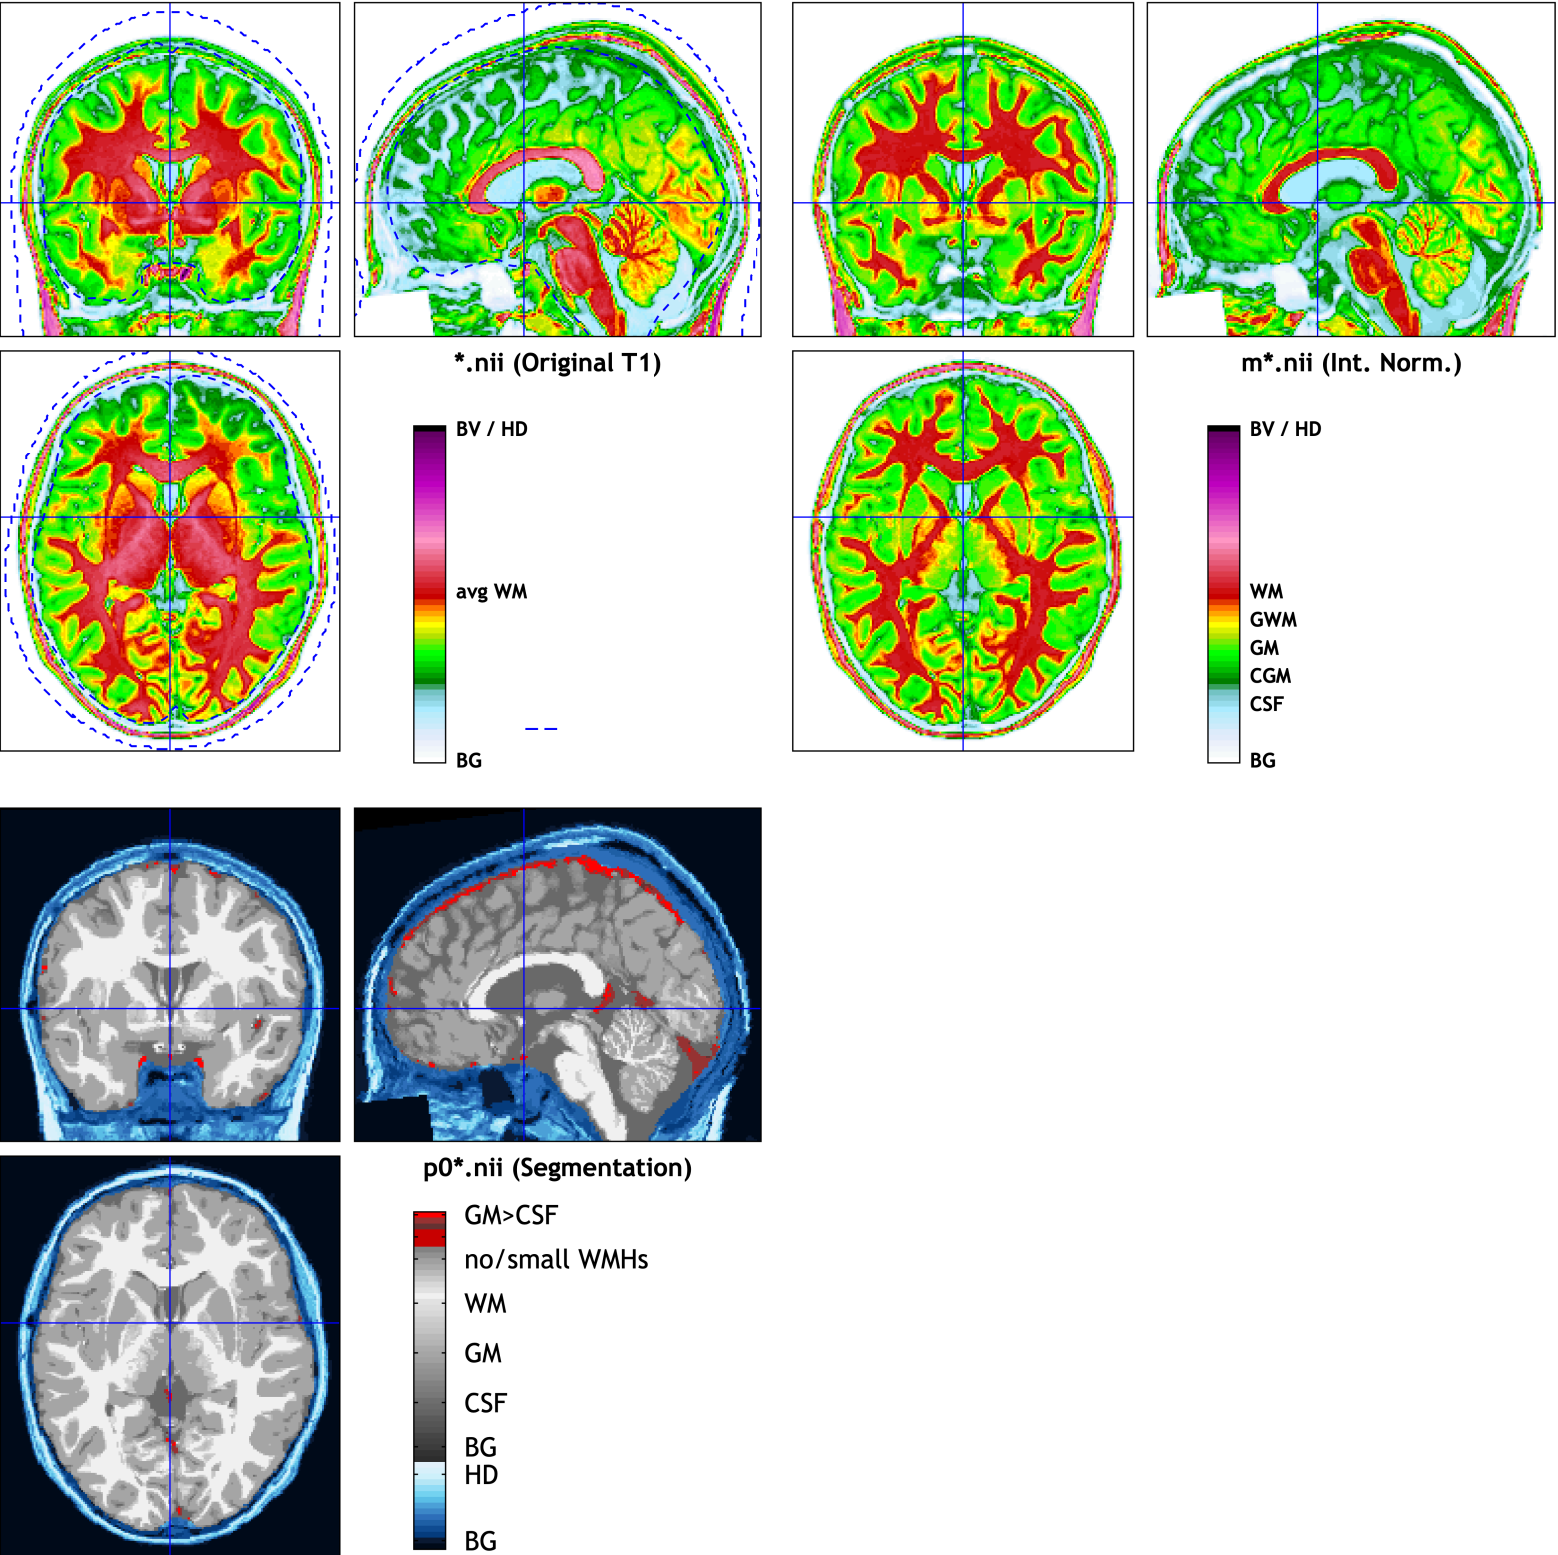 *.nii (Original T1)
BV / HD
avg WM
BG
m*.nii (Int. Norm.)
BV / HD
WM
GWM
GM
CGM
CSF
BG
p0*.nii (Segmentation)
GM>CSF
no/small WMHs
WM
GM
CSF
BG
HD
BG